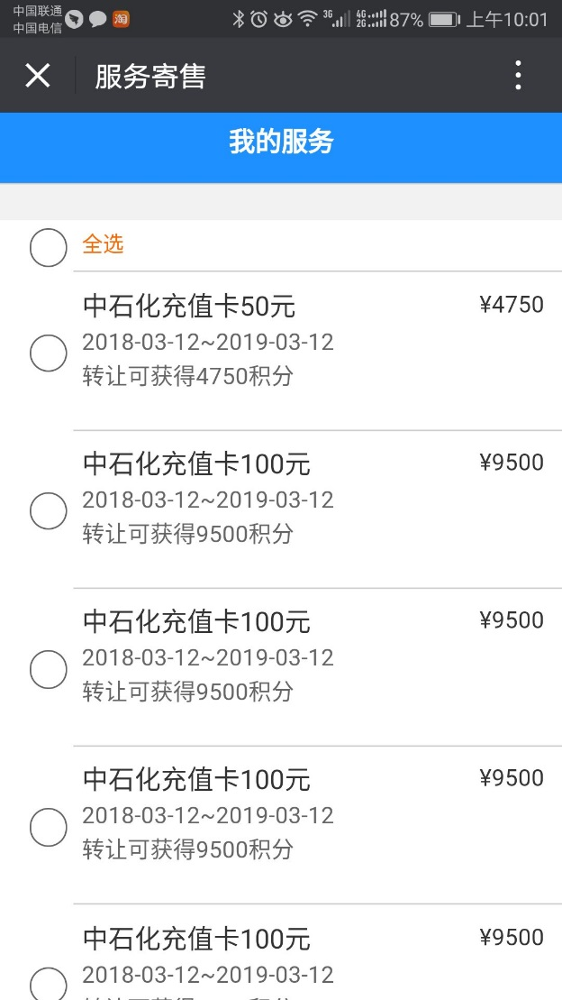 中国联通
中国电信
淘
3G
4G
2G
87%
上午10:01
服务寄售
我的服务
全选
中石化充值卡50元
¥4750
2018-03-12~2019-03-12
转让可获得4750积分
中石化充值卡100元
¥9500
2018-03-12~2019-03-12
转让可获得9500积分
中石化充值卡100元
¥9500
2018-03-12~2019-03-12
转让可获得9500积分
中石化充值卡100元
¥9500
2018-03-12~2019-03-12
转让可获得9500积分
中石化充值卡100元
¥9500
2018-03-12~2019-03-12